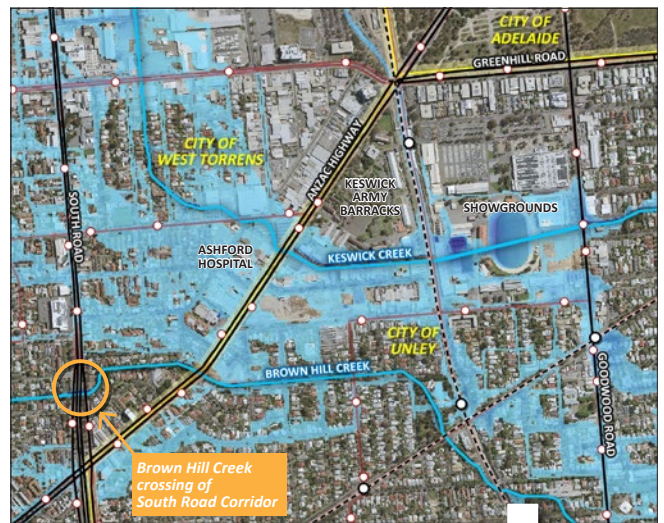 CITY OF
ADELAIDE
GREENHILL ROAD
CITY OF
WEST TORRENS
ANZAC HIGHWAY
KESWICK
ARMY
BARRACKS
SHOWGROUNDS
SOUTH ROAD
ASHFORD
HOSPITAL
KESWICK CREEK
CITY OF
UNLEY
BROWN HILL CREEK
GOODWOOD ROAD
Brown Hill Creek
crossing of
South Road Corridor